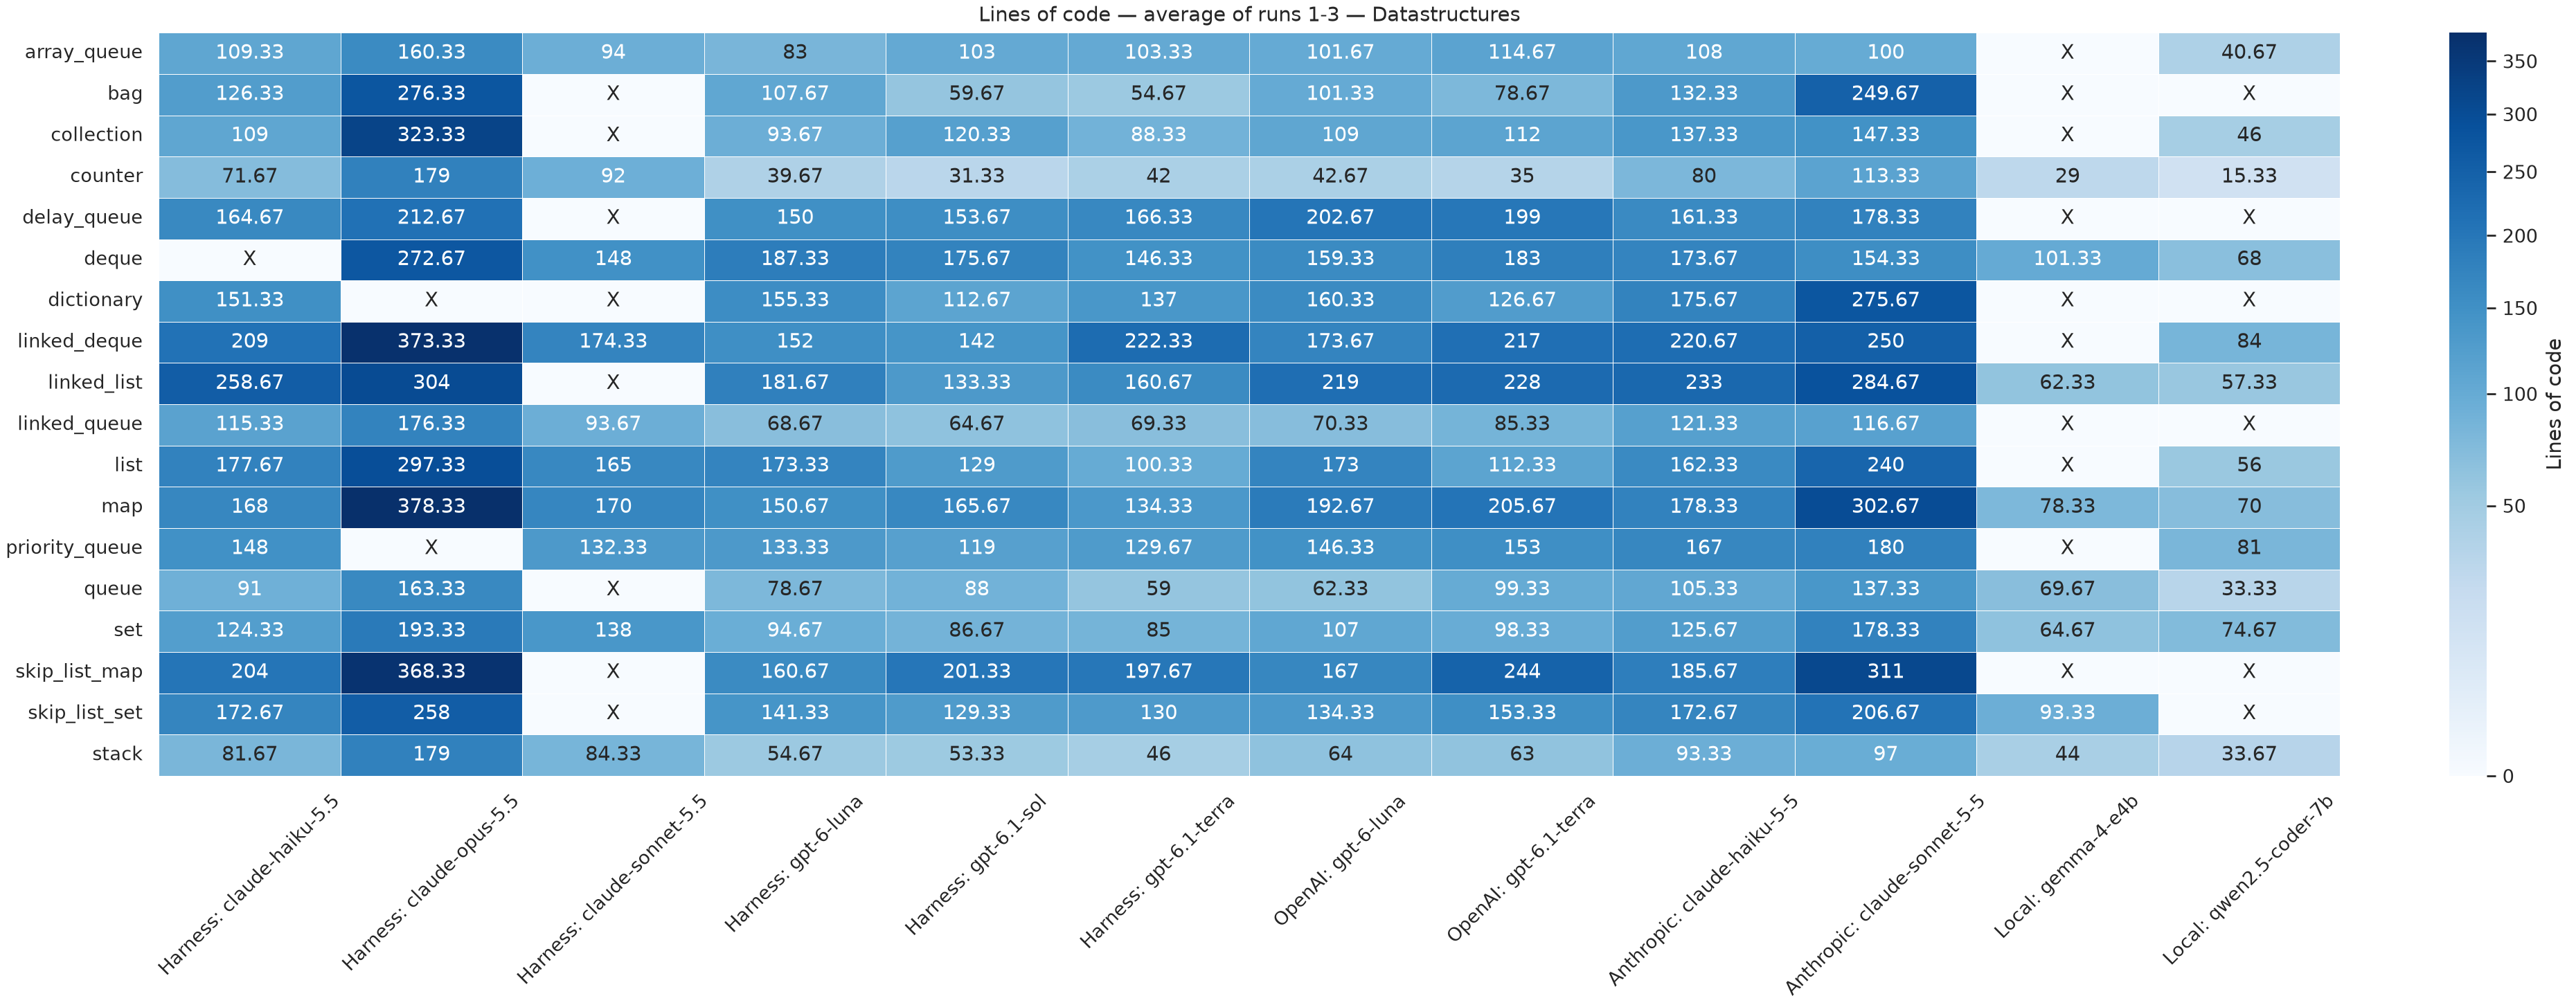 Lines of code — average of runs 1-3 — Datastructures
array_queue 109.33 160.33 94 83 103 103.33 101.67 114.67 108 100 X 40.67
bag 126.33 276.33 X 107.67 59.67 54.67 101.33 78.67 132.33 249.67 X X
collection 109 323.33 X 93.67 120.33 88.33 109 112 137.33 147.33 X 46
counter 71.67 179 92 39.67 31.33 42 42.67 35 80 113.33 29 15.33
delay_queue 164.67 212.67 X 150 153.67 166.33 202.67 199 161.33 178.33 X X
deque X 272.67 148 187.33 175.67 146.33 159.33 183 173.67 154.33 101.33 68
dictionary 151.33 X X 155.33 112.67 137 160.33 126.67 175.67 275.67 X X
linked_deque 209 373.33 174.33 152 142 222.33 173.67 217 220.67 250 X 84
linked_list 258.67 304 X 181.67 133.33 160.67 219 228 233 284.67 62.33 57.33
linked_queue 115.33 176.33 93.67 68.67 64.67 69.33 70.33 85.33 121.33 116.67 X X
list 177.67 297.33 165 173.33 129 100.33 173 112.33 162.33 240 X 56
map 168 378.33 170 150.67 165.67 134.33 192.67 205.67 178.33 302.67 78.33 70
priority_queue 148 X 132.33 133.33 119 129.67 146.33 153 167 180 X 81
queue 91 163.33 X 78.67 88 59 62.33 99.33 105.33 137.33 69.67 33.33
set 124.33 193.33 138 94.67 86.67 85 107 98.33 125.67 178.33 64.67 74.67
skip_list_map 204 368.33 X 160.67 201.33 197.67 167 244 185.67 311 X X
skip_list_set 172.67 258 X 141.33 129.33 130 134.33 153.33 172.67 206.67 93.33 X
stack 81.67 179 84.33 54.67 53.33 46 64 63 93.33 97 44 33.67
Harness: claude-haiku-5.5
Harness: claude-opus-5.5
Harness: claude-sonnet-5.5
Harness: gpt-6-luna
Harness: gpt-6.1-sol
Harness: gpt-6.1-terra
OpenAI: gpt-6-luna
OpenAI: gpt-6.1-terra
Anthropic: claude-haiku-5-5
Anthropic: claude-sonnet-5-5
Local: gemma-4-e4b
Local: qwen2.5-coder-7b
350
300
250
200
150
100
50
0
Lines of code